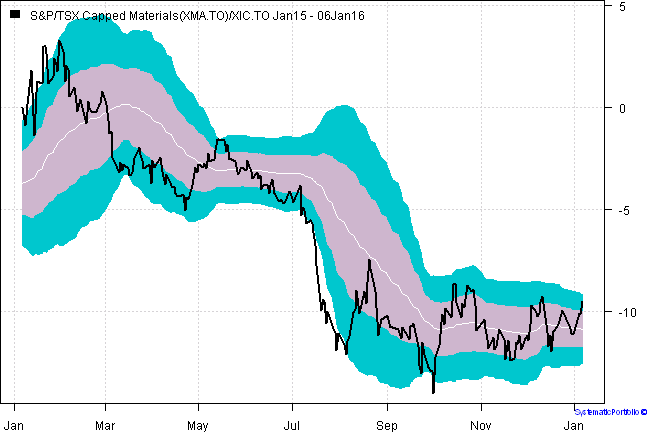 S&P/TSX Capped Materials(XMA.TO)/XIC.TO Jan15 - 06Jan16
5
0
-5
-10
Jan Mar May Jul Sep Nov Jan
SystematicPortfolio ©